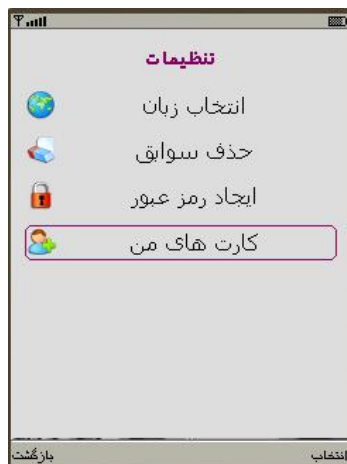 تنظیمات
انتخاب زبان
حذف سوابق
ایجاد رمز عبور
کارت های من
انتخاب
بازگشت